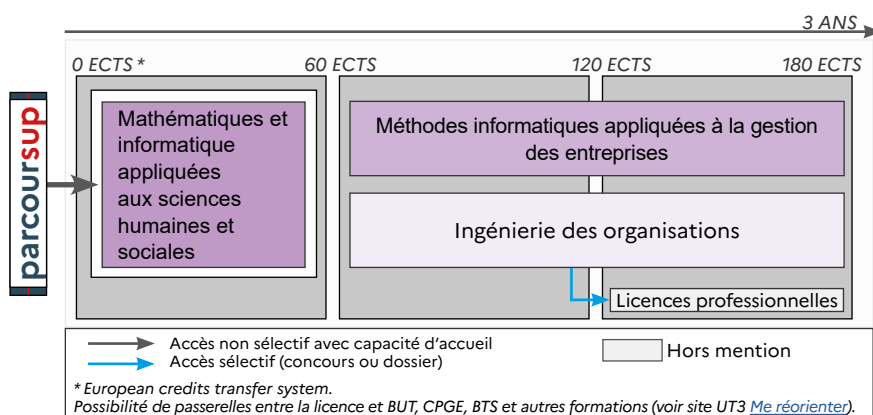 3 ANS
0 ECTS *
60 ECTS
120 ECTS
180 ECTS
parcoursup
Mathématiques et
informatique
appliquées
aux sciences
humaines et
sociales
Méthodes informatiques appliquées à la gestion
des entreprises
Ingénierie des organisations
Licences professionnelles
Accès non sélectif avec capacité d'accueil
Accès sélectif (concours ou dossier)
Hors mention
* European credits transfer system.
Possibilité de passerelles entre la licence et BUT, CPGE, BTS et autres formations (voir site UT3 Me réorienter).